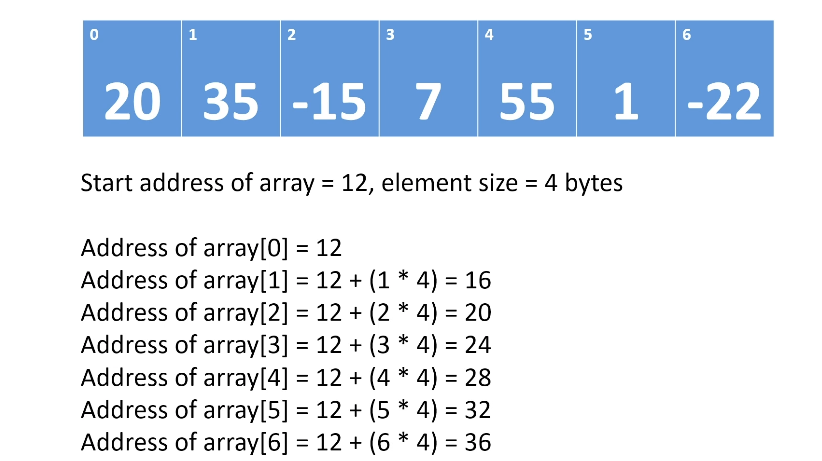 0 1 2 3 4 5 6
20 35 -15 7 55 1 -22
Start address of array = 12, element size = 4 bytes
Address of array[0] = 12
Address of array[1] = 12 + (1 * 4) = 16
Address of array[2] = 12 + (2 * 4) = 20
Address of array[3] = 12 + (3 * 4) = 24
Address of array[4] = 12 + (4 * 4) = 28
Address of array[5] = 12 + (5 * 4) = 32
Address of array[6] = 12 + (6 * 4) = 36